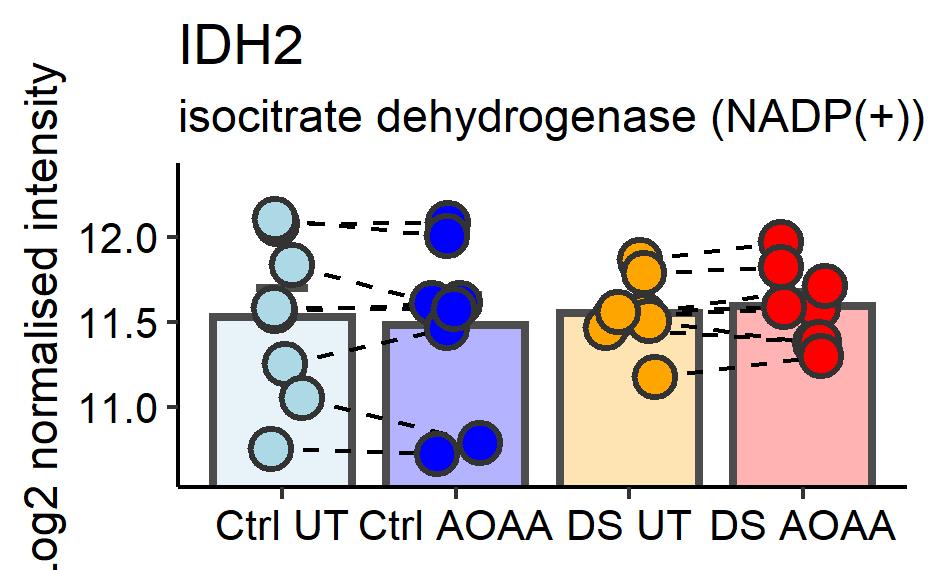 IDH2
isocitrate dehydrogenase (NADP(+))
Log2 normalised intensity
12.0
11.5
11.0
Ctrl UT Ctrl AOAA DS UT DS AOAA